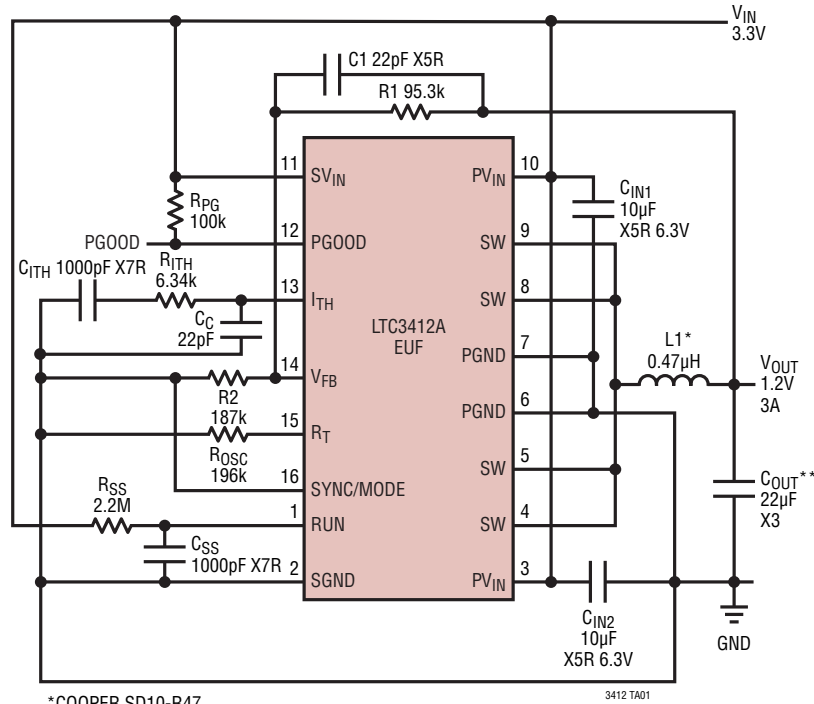 VIN
3.3V
C1 22pF X5R
R1 95.3k
11
SVIN
PVIN
10
RPG
100k
CIN1
10µF
X5R 6.3V
PGOOD
12
PGOOD
SW
9
CITH 1000pF X7R
RITH
6.34k
13
ITH
SW
8
CC
22pF
LTC3412A
EUF
PGND
7
L1*
0.47µH
14
VFB
VOUT
1.2V
3A
R2
187k
PGND
6
15
RT
ROSC
196k
SW
5
16
SYNC/MODE
RSS
2.2M
COUT**
22µF
X3
1
RUN
SW
4
CSS
1000pF X7R
2
SGND
PVIN
3
CIN2
10µF
X5R 6.3V
GND
*COOPER SD10-R47
3412 TA01